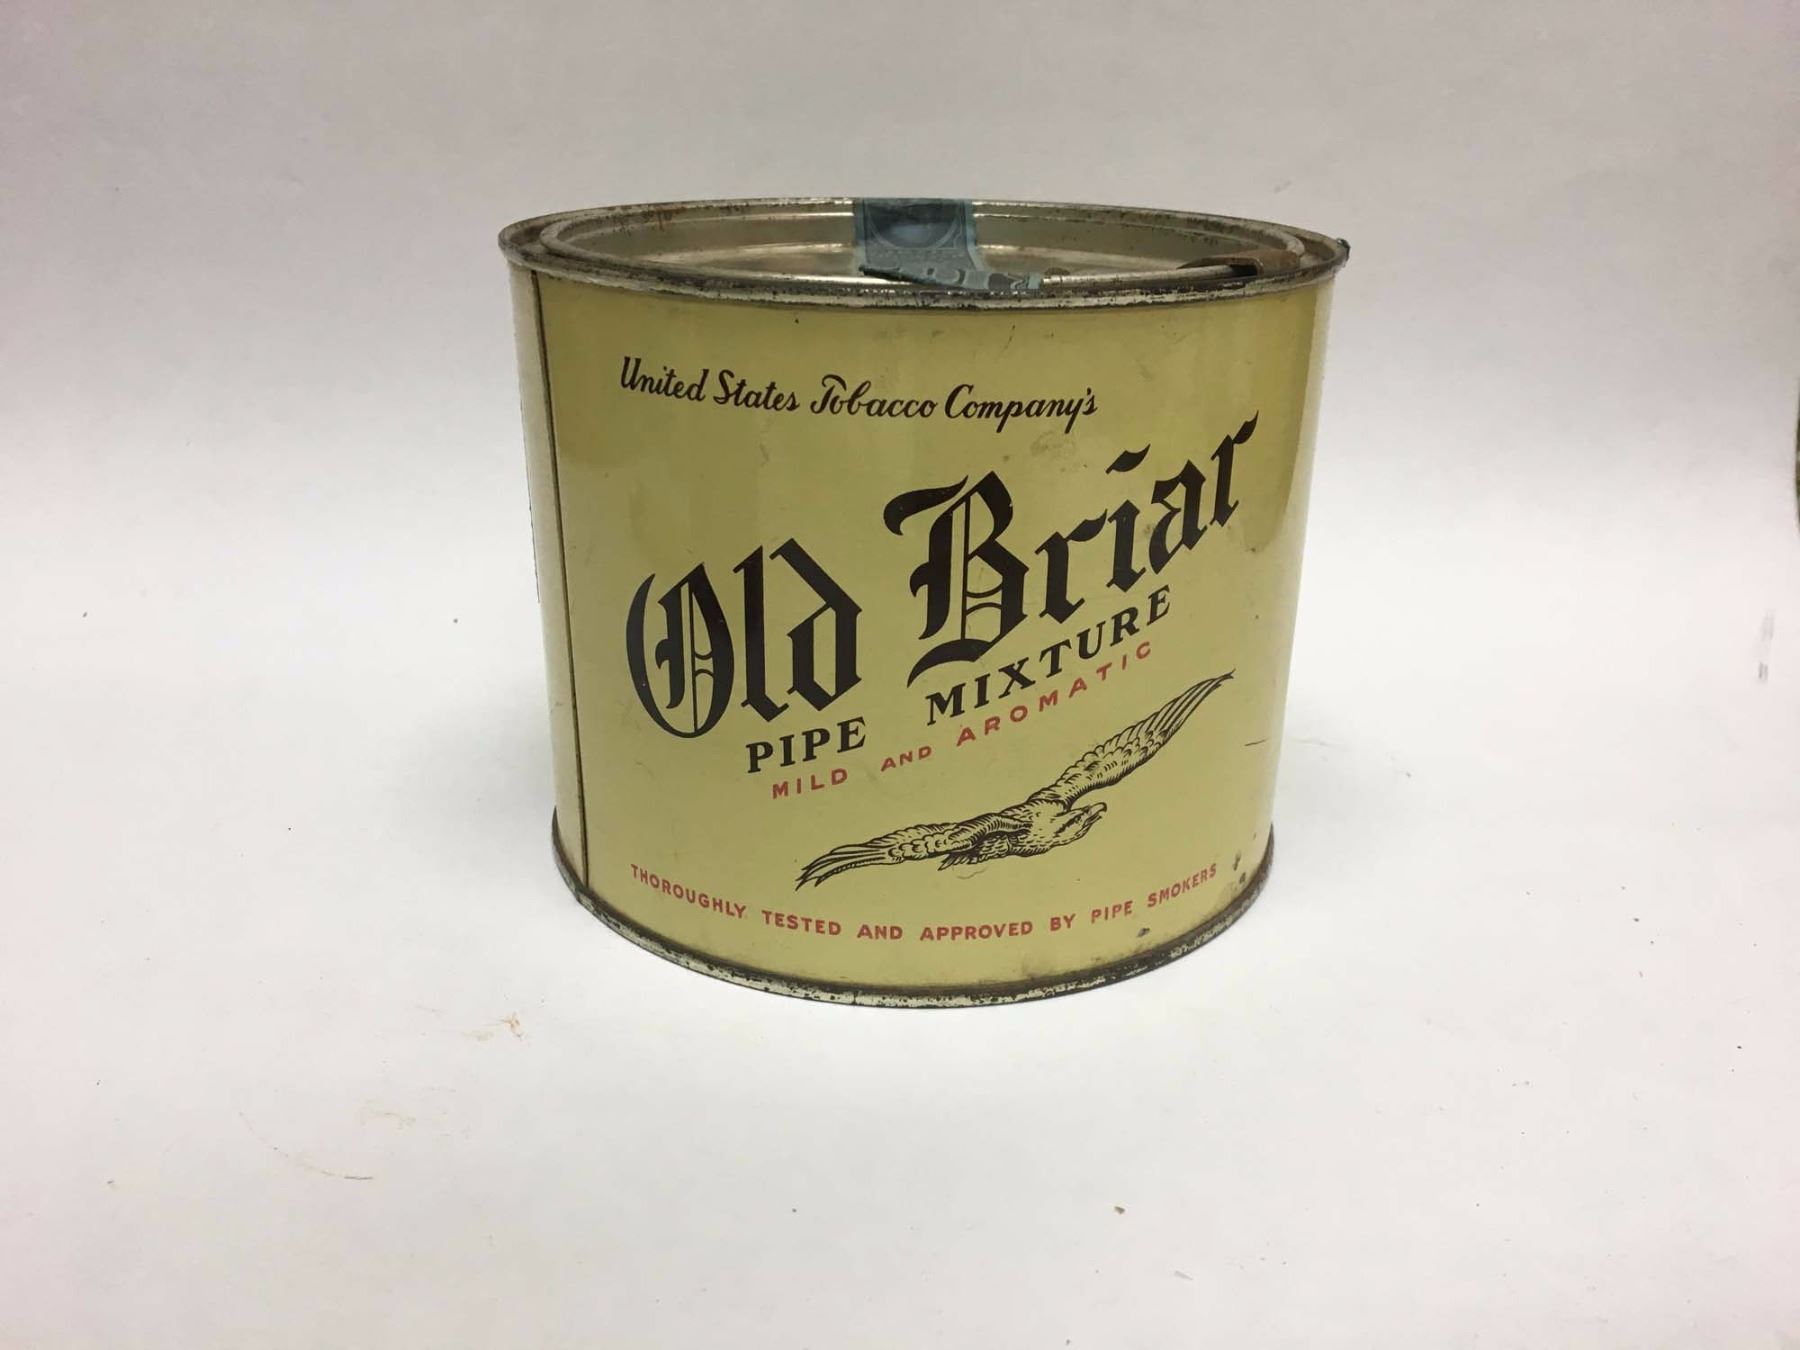 United States Tobacco Company's
Old Briar
PIPE MIXTURE
MILD AND AROMATIC
THOROUGHLY TESTED AND APPROVED BY PIPE SMOKERS